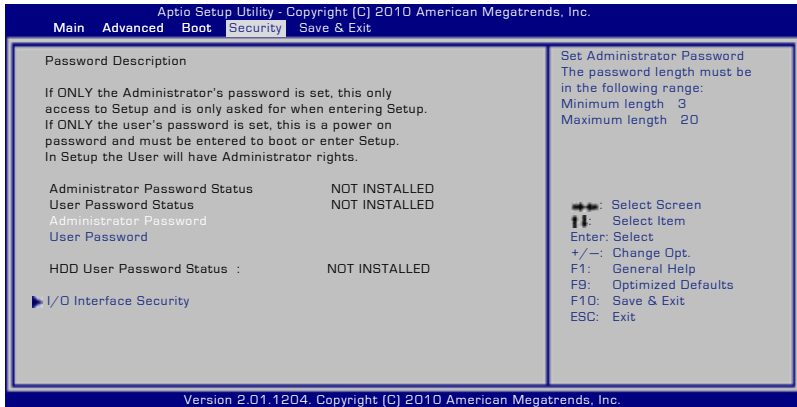 Aptio Setup Utility - Copyright (C) 2010 American Megatrends, Inc.
Main Advanced Boot Security Save & Exit
Password Description
If ONLY the Administrator's password is set, this only
access to Setup and is only asked for when entering Setup.
If ONLY the user's password is set, this is a power on
password and must be entered to boot or enter Setup.
In Setup the User will have Administrator rights.
Administrator Password Status NOT INSTALLED
User Password Status NOT INSTALLED
Administrator Password
User Password
HDD User Password Status : NOT INSTALLED
I/O Interface Security
Set Administrator Password
The password length must be
in the following range:
Minimum length 3
Maximum length 20
: Select Screen
: Select Item
Enter: Select
+/—: Change Opt.
F1: General Help
F9: Optimized Defaults
F10: Save & Exit
ESC: Exit
Version 2.01.1204. Copyright (C) 2010 American Megatrends, Inc.